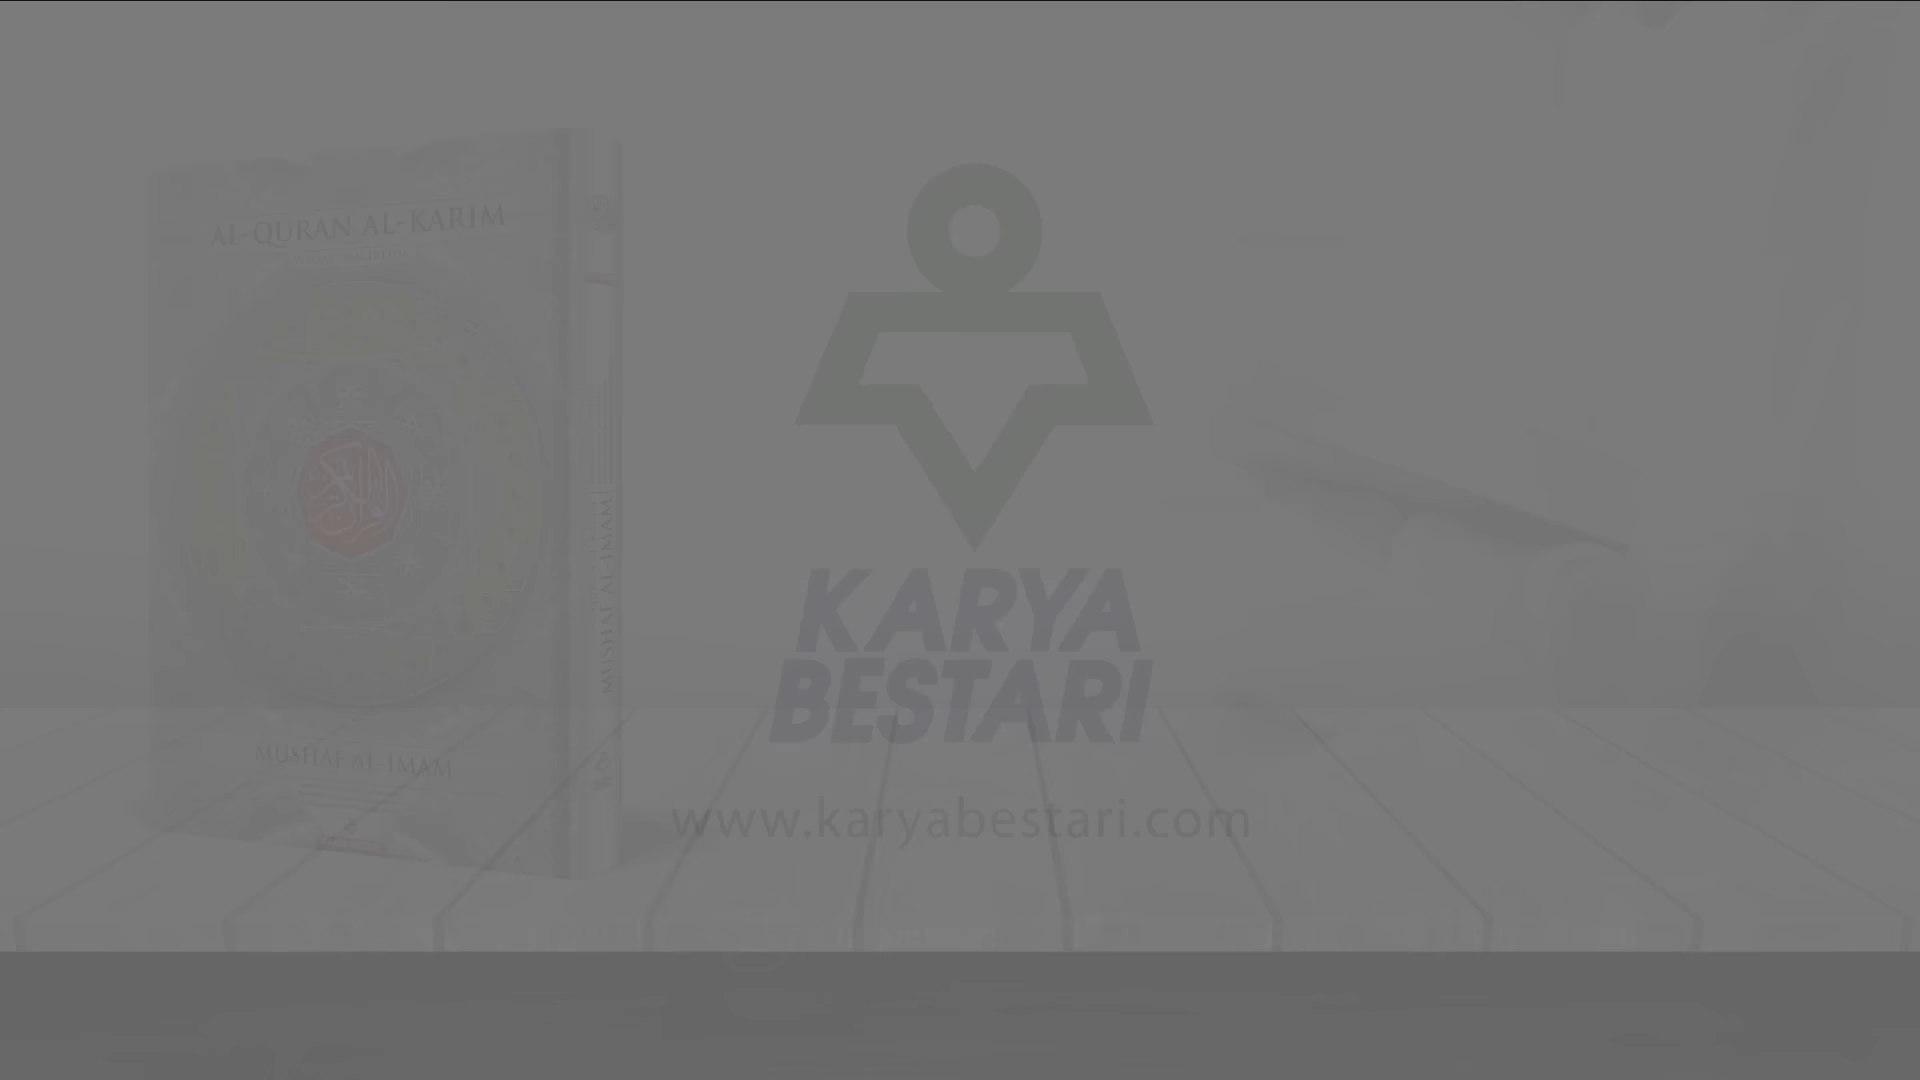 AL-QURAN AL-KARIM
MUSHAF AL-IMAM
MUSHAF AL-IMAM
KARYA
BESTARI
www.karyabestari.com